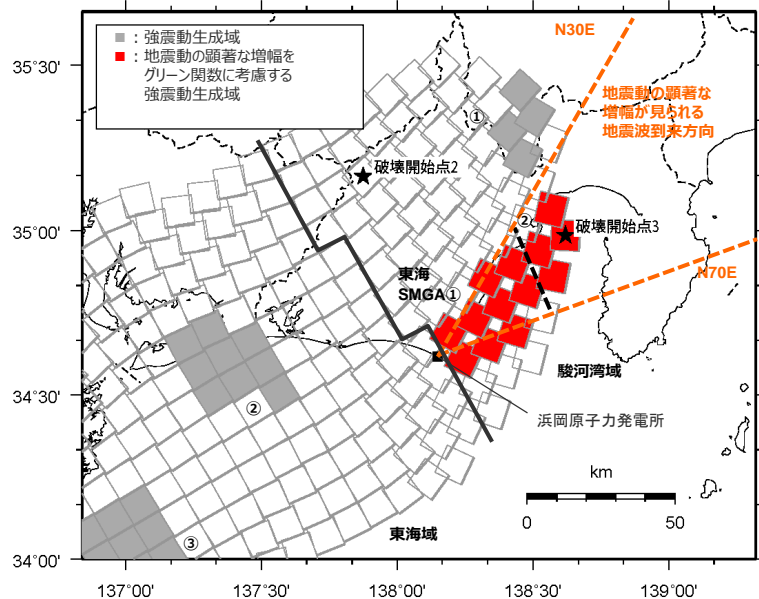 ■ : 強震動生成域
■ : 地震動の顕著な増幅を
グリーン関数に考慮する
強震動生成域
N30E
地震動の顕著な
増幅が見られる
地震波到来方向
①
★ 破壊開始点2
②
★ 破壊開始点3
N70E
東海
SMGA①
駿河湾域
浜岡原子力発電所
②
③
東海域
km
0 50
35°30'
35°00'
34°30'
34°00'
137°00' 137°30' 138°00' 138°30' 139°00'